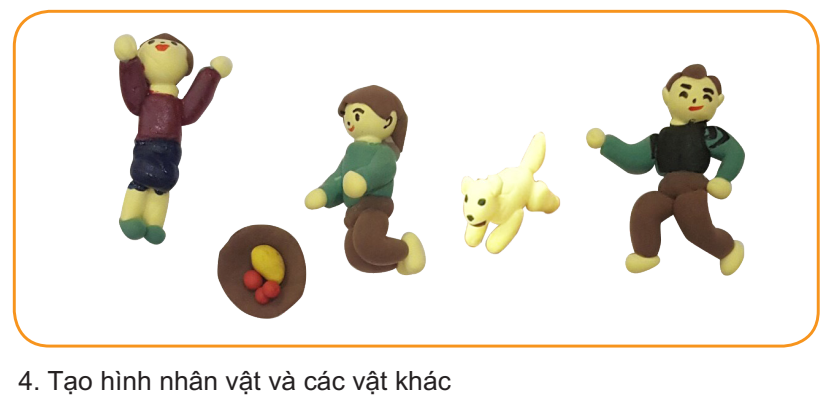 4. Tạo hình nhân vật và các vật khác